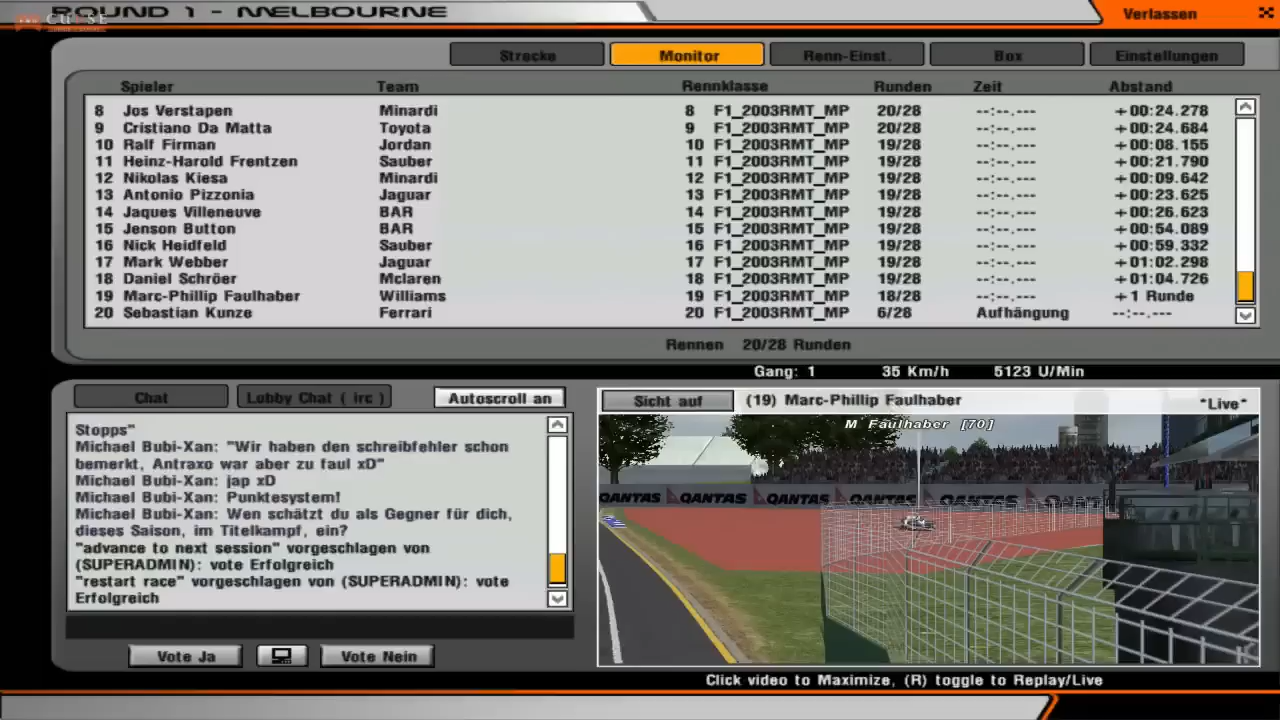 ROUND 1 - MELBOURNE
CURSE
Verlassen
Strecke Monitor Renn-Einst. Box Einstellungen
Spieler Team Rennklasse Runden Zeit Abstand
8 Jos Verstapen Minardi 8 F1_2003RMT_MP 20/28 --:--.--- +00:24.278
9 Cristiano Da Matta Toyota 9 F1_2003RMT_MP 20/28 --:--.--- +00:24.684
10 Ralf Firman Jordan 10 F1_2003RMT_MP 19/28 --:--.--- +00:08.155
11 Heinz-Harold Frentzen Sauber 11 F1_2003RMT_MP 19/28 --:--.--- +00:21.790
12 Nikolas Kiesa Minardi 12 F1_2003RMT_MP 19/28 --:--.--- +00:09.642
13 Antonio Pizzonia Jaguar 13 F1_2003RMT_MP 19/28 --:--.--- +00:23.625
14 Jaques Villeneuve BAR 14 F1_2003RMT_MP 19/28 --:--.--- +00:26.623
15 Jenson Button BAR 15 F1_2003RMT_MP 19/28 --:--.--- +00:54.089
16 Nick Heidfeld Sauber 16 F1_2003RMT_MP 19/28 --:--.--- +00:59.332
17 Mark Webber Jaguar 17 F1_2003RMT_MP 19/28 --:--.--- +01:02.298
18 Daniel Schröer Mclaren 18 F1_2003RMT_MP 19/28 --:--.--- +01:04.726
19 Marc-Phillip Faulhaber Williams 19 F1_2003RMT_MP 18/28 --:--.--- +1 Runde
20 Sebastian Kunze Ferrari 20 F1_2003RMT_MP 6/28 Aufhängung --:--.---
Rennen 20/28 Runden
Gang: 1 35 Km/h 5123 U/Min
Chat Lobby Chat ( irc ) Autoscroll an
Stopps"
Michael Bubi-Xan: "Wir haben den schreibfehler schon
bemerkt, Antraxo war aber zu faul xD"
Michael Bubi-Xan: jap xD
Michael Bubi-Xan: Punktesystem!
Michael Bubi-Xan: Wen schätzt du als Gegner für dich,
dieses Saison, im Titelkampf, ein?
"advance to next session" vorgeschlagen von
(SUPERADMIN): vote Erfolgreich
"restart race" vorgeschlagen von (SUPERADMIN): vote
Erfolgreich
Vote Ja Vote Nein
Sicht auf (19) Marc-Phillip Faulhaber *Live*
M Faulhaber [70]
QANTAS QANTAS QANTAS QANTAS QANTAS
Click video to Maximize, (R) toggle to Replay/Live